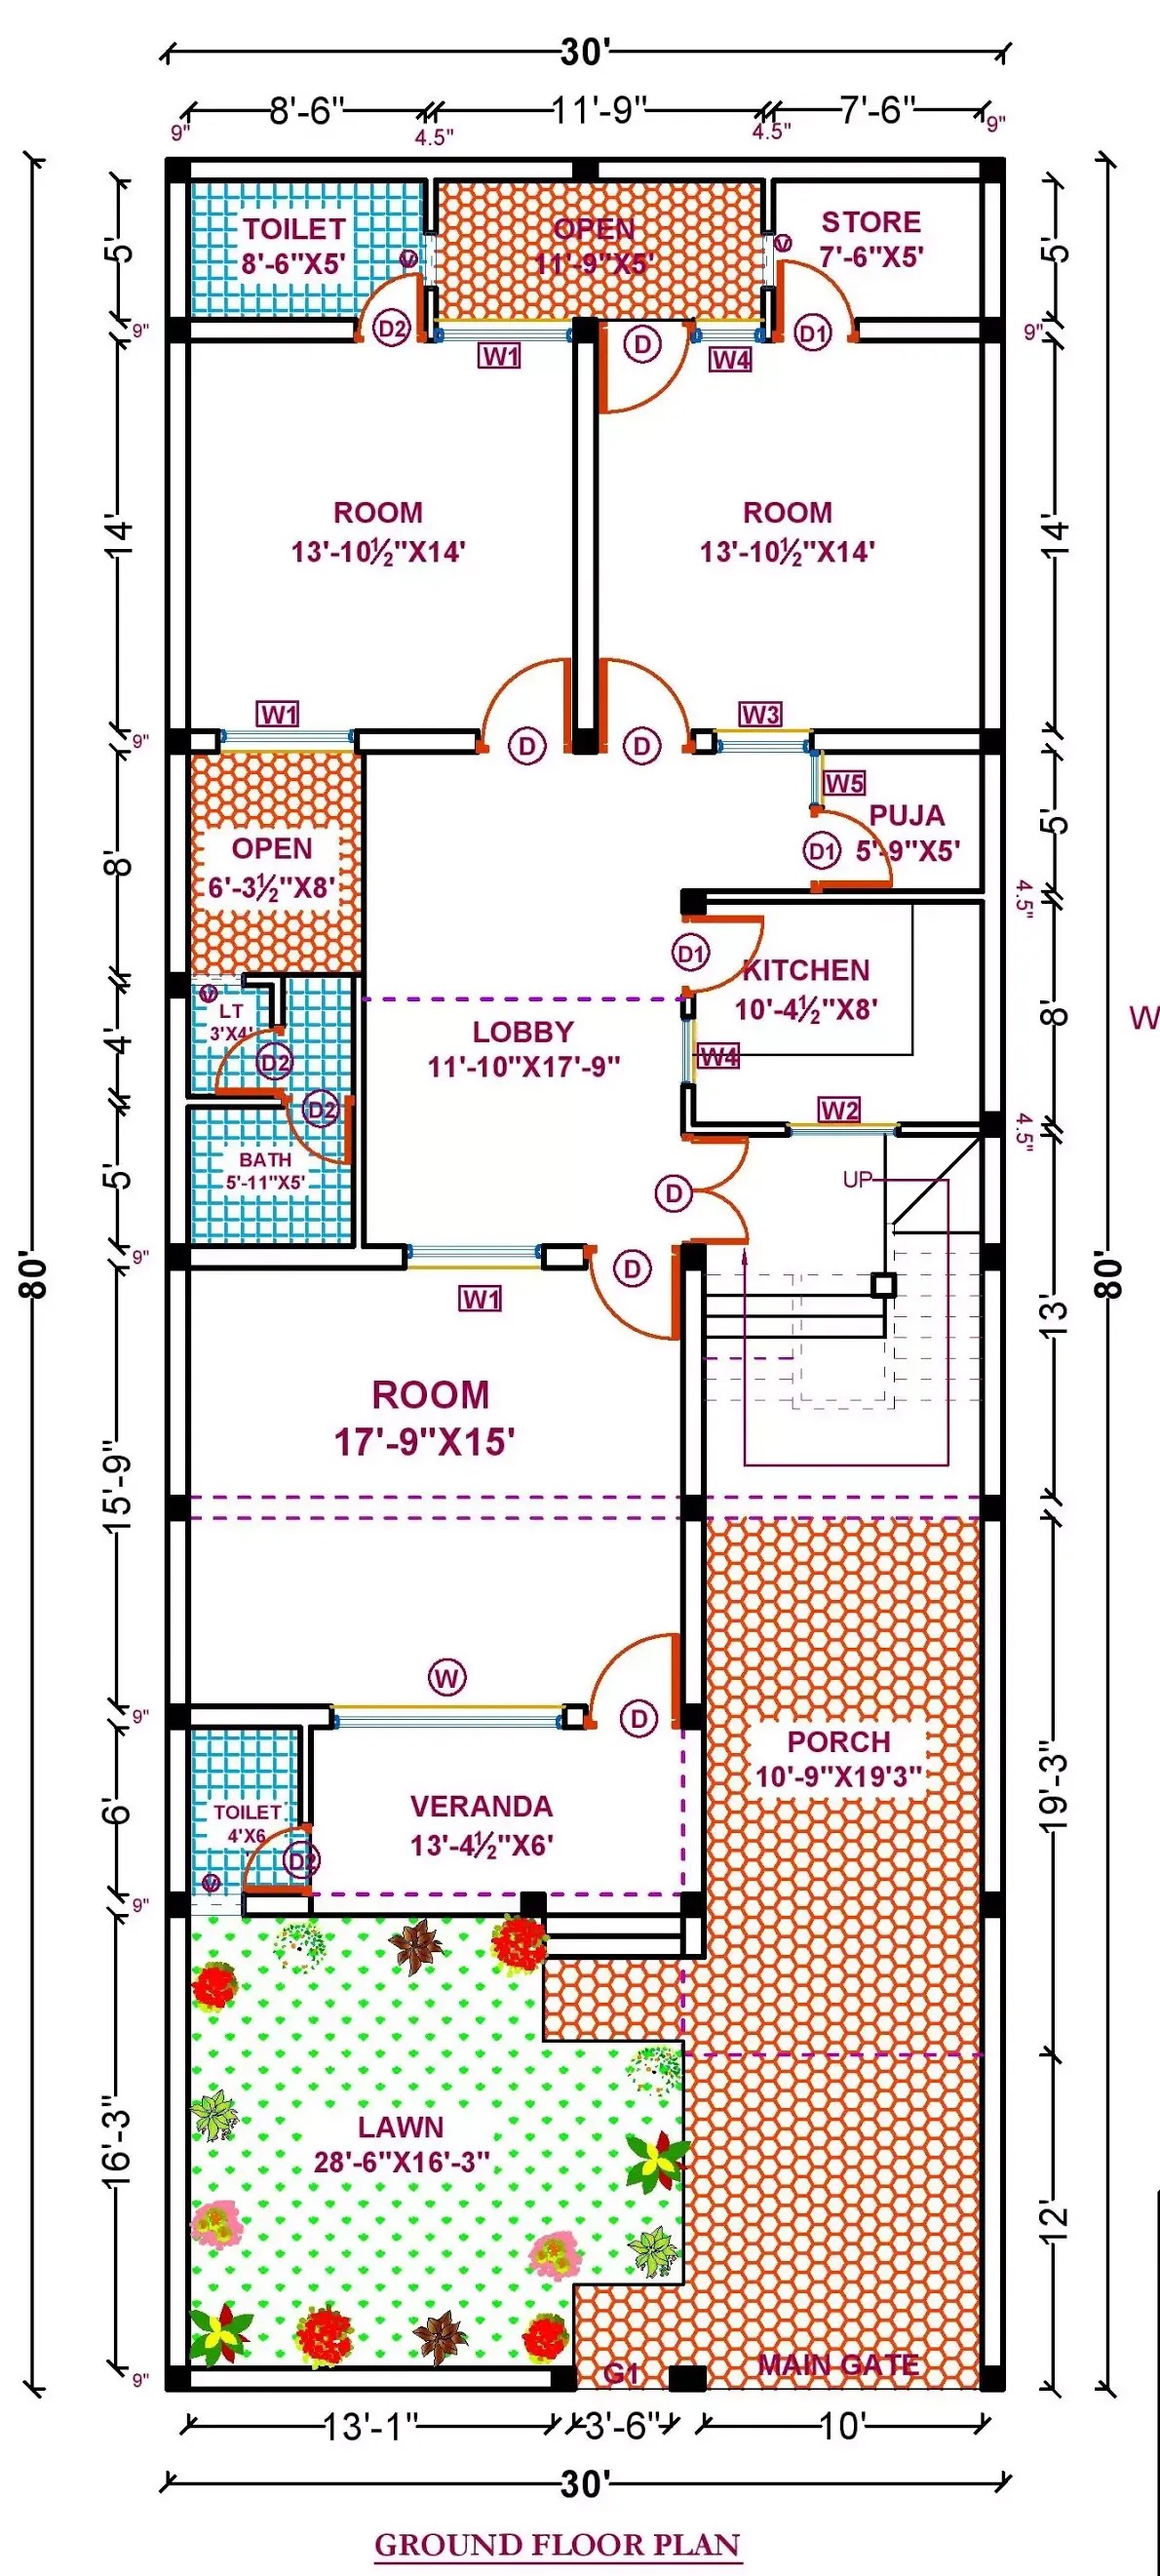 30'
8'-6"
11'-9"
7'-6"
9"
4.5"
4.5"
9"
TOILET
8'-6"X5'
V
OPEN
11'-9"X5'
V
STORE
7'-6"X5'
5'
5'
9"
D2
W1
D
W4
D1
9"
ROOM
13'-10½"X14'
ROOM
13'-10½"X14'
14'
14'
W1
W3
9"
D
D
W5
PUJA
5'-9"X5'
D1
5'
OPEN
6'-3½"X8'
8'
4.5"
D1
KITCHEN
10'-4½"X8'
V
LT
3'X4'
LOBBY
11'-10"X17'-9"
8'
W
4'
D2
W4
D2
W2
4.5"
BATH
5'-11"X5'
5'
D
UP
9"
D
W1
80'
80'
13'
ROOM
17'-9"X15'
15'-9"
W
9"
D
PORCH
10'-9"X19'3"
19'-3"
TOILET
4'X6
VERANDA
13'-4½"X6'
6'
D2
V
9"
LAWN
28'-6"X16'-3"
16'-3"
12'
9"
G1
MAIN GATE
13'-1"
3'-6"
10'
30'
GROUND FLOOR PLAN